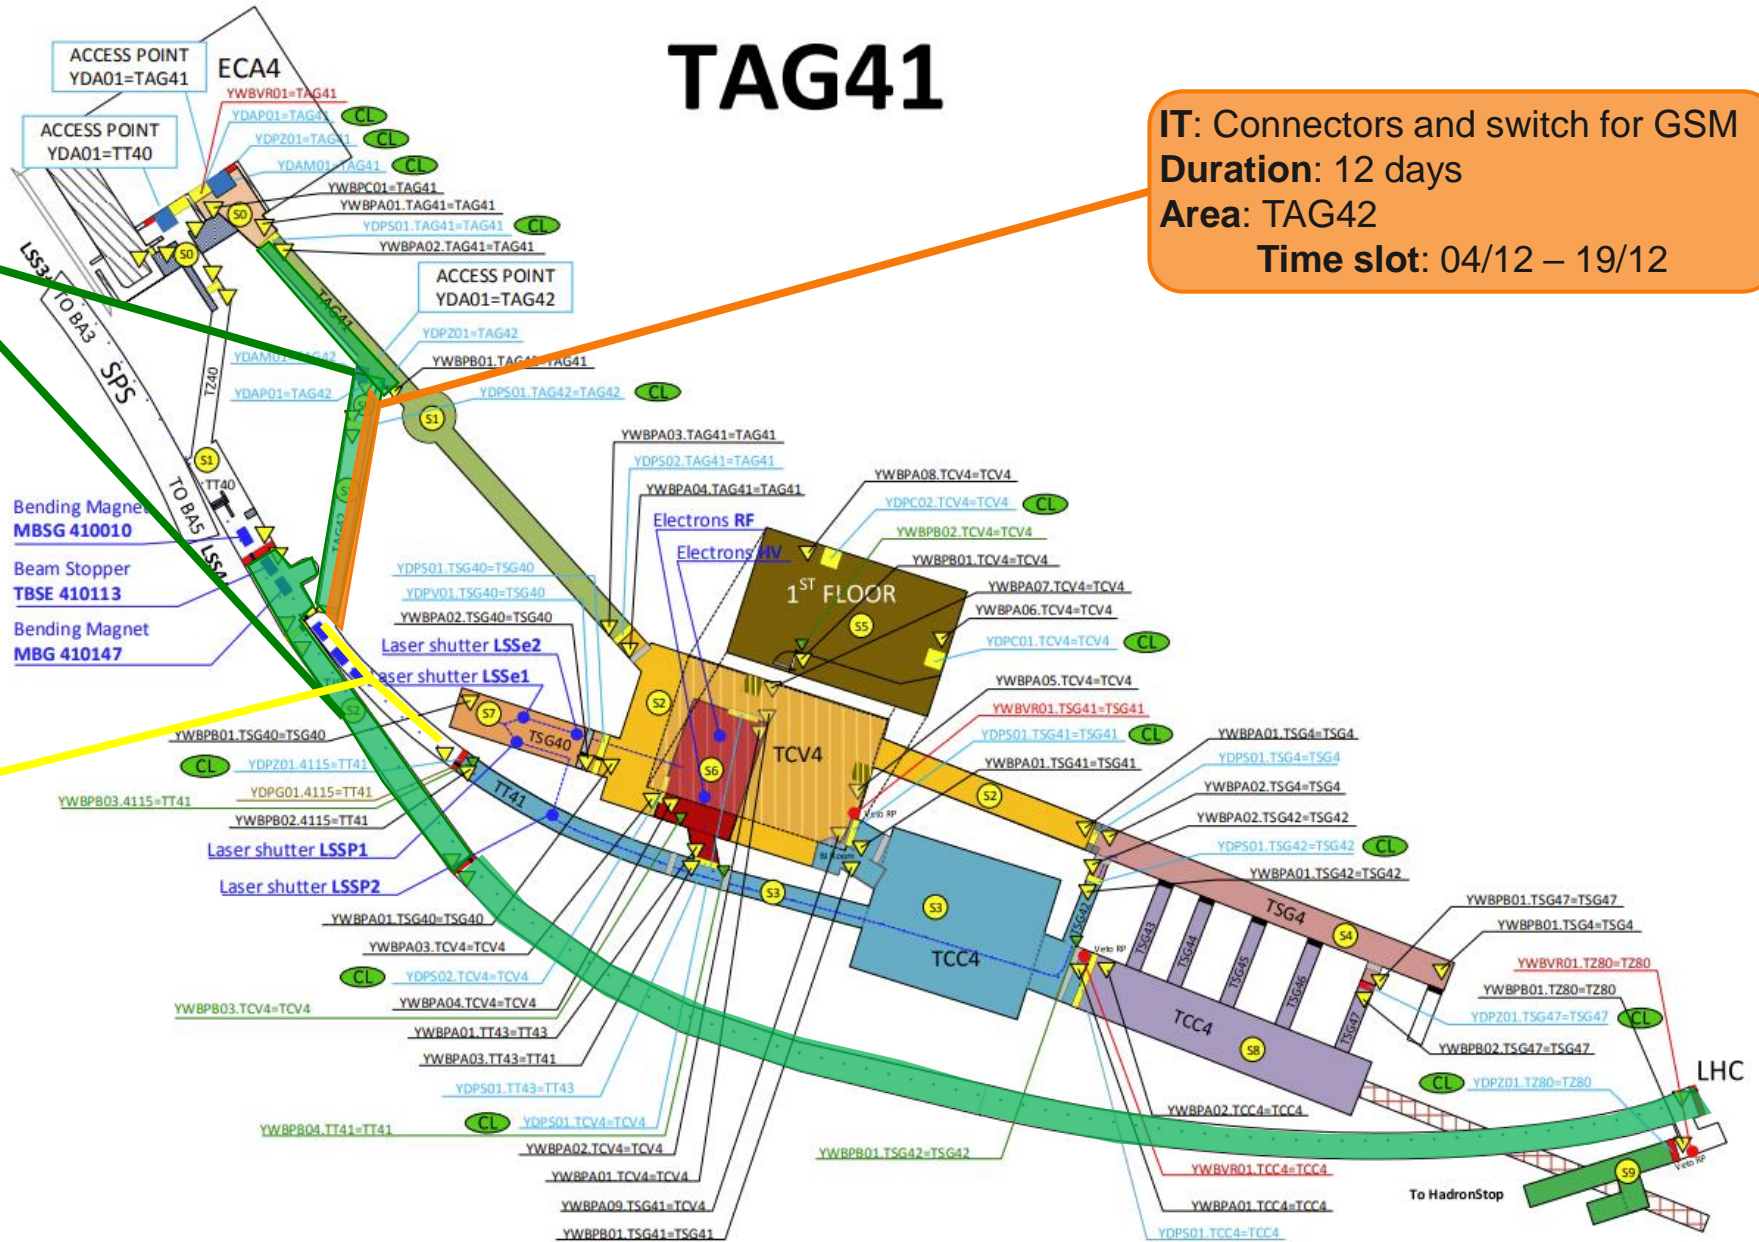 TAG41
ACCESS POINT
YDA01=TAG41
ECA4
ACCESS POINT
YDA01=TT40
YWBVR01=TAG41
YDAP01=TAG41
CL
YDPZ01=TAG41
CL
YDAM01=TAG41
CL
YWBPC01=TAG41
YWBPA01.TAG41=TAG41
YDPS01.TAG41=TAG41
CL
YWBPA02.TAG41=TAG41
IT: Connectors and switch for GSM
Duration: 12 days
Area: TAG42
Time slot: 04/12 – 19/12
S0
S0
TO BA3
SPS
TZ40
TAG41
ACCESS POINT
YDA01=TAG42
YDPZ01=TAG42
YDAM01=TAG42
YDAP01=TAG42
YDPS01.TAG42=TAG42
CL
S1
S1
TT40
TO BA5
LSS4
TAG42
Bending Magnet
MBSG 410010
Beam Stopper
TBSE 410113
Bending Magnet
MBG 410147
YWBPA03.TAG41=TAG41
YDPS02.TAG41=TAG41
YWBPA04.TAG41=TAG41
Electrons RF
Electrons HV
YWBPA08.TCV4=TCV4
YDPC02.TCV4=TCV4
CL
YWBPB02.TCV4=TCV4
YWBPB01.TCV4=TCV4
YWBPA07.TCV4=TCV4
YWBPA06.TCV4=TCV4
YDPC01.TCV4=TCV4
CL
1ST FLOOR
S5
YDPS01.TSG40=TSG40
YDPV01.TSG40=TSG40
YWBPA02.TSG40=TSG40
Laser shutter LSSe2
Laser shutter LSSe1
S7
TSG40
S2
S2
S6
TCV4
YWBPA05.TCV4=TCV4
YWBVR01.TSG41=TSG41
YDPS01.TSG41=TSG41
CL
YWBPA01.TSG41=TSG41
Veto RP
S2
YWBPA01.TSG4=TSG4
YDPS01.TSG4=TSG4
YWBPA02.TSG4=TSG4
YWBPA02.TSG42=TSG42
YDPS01.TSG42=TSG42
CL
YWBPA01.TSG42=TSG42
YWBPB01.TSG40=TSG40
CL
YDPZ01.4115=TT41
YWBPB03.4115=TT41
YDPG01.4115=TT41
YWBPB02.4115=TT41
TT41
Laser shutter LSSP1
Laser shutter LSSP2
S3
S3
TCC4
TSG42
TSG43
TSG44
TSG45
TSG46
TSG47
TSG4
S4
Veto RP
TCC4
S8
YWBPB01.TSG47=TSG47
YWBPB01.TSG4=TSG4
YWBVR01.TZ80=TZ80
YWBPB01.TZ80=TZ80
YDPZ01.TSG47=TSG47
CL
YWBPB02.TSG47=TSG47
CL
YDPZ01.TZ80=TZ80
LHC
YWBPA01.TSG40=TSG40
YWBPA03.TCV4=TCV4
CL
YDPS02.TCV4=TCV4
YWBPA04.TCV4=TCV4
YWBPB03.TCV4=TCV4
YWBPA01.TT43=TT43
YWBPA03.TT43=TT41
YDPS01.TT43=TT43
CL
YDPS01.TCV4=TCV4
YWBPB04.TT41=TT41
YWBPA02.TCV4=TCV4
YWBPA01.TCV4=TCV4
YWBPA09.TSG41=TCV4
YWBPB01.TSG41=TSG41
YWBPB01.TSG42=TSG42
YWBPA02.TCC4=TCC4
YWBVR01.TCC4=TCC4
YWBPA01.TCC4=TCC4
YDPS01.TCC4=TCC4
To HadronStop
S9
Veto RP